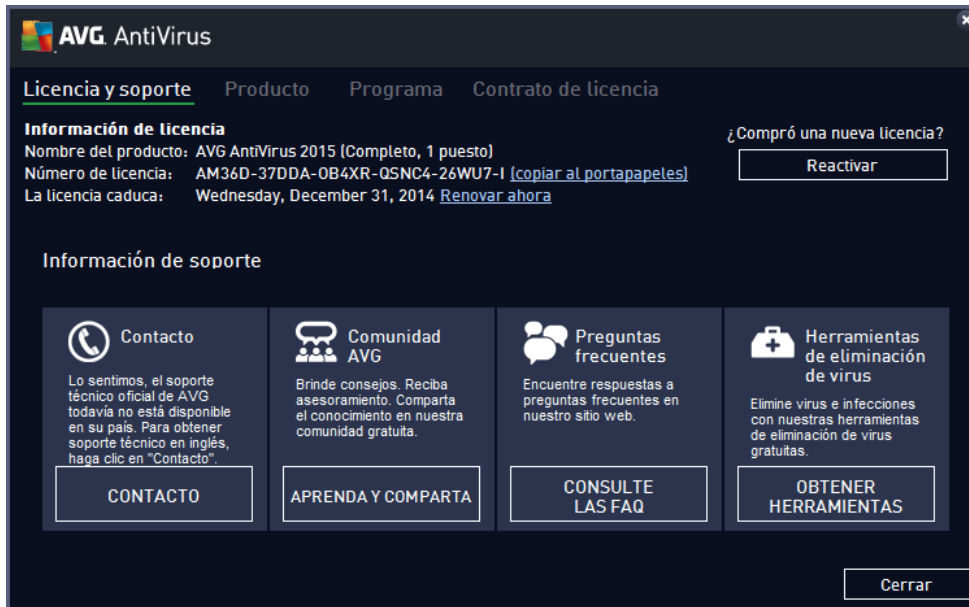 AVG. AntiVirus
Licencia y soporte Producto Programa Contrato de licencia
Información de licencia
Nombre del producto: AVG AntiVirus 2015 (Completo, 1 puesto)
Número de licencia: AM36D-37DDA-0B4XR-QSNC4-26WU7-I (copiar al portapapeles)
La licencia caduca: Wednesday, December 31, 2014 Renovar ahora
¿Compró una nueva licencia?
Reactivar
Información de soporte
Contacto
Lo sentimos, el soporte
técnico oficial de AVG
todavía no está disponible
en su país. Para obtener
soporte técnico en inglés,
haga clic en "Contacto".
CONTACTO
Comunidad
AVG
Brinde consejos. Reciba
asesoramiento. Comparta
el conocimiento en nuestra
comunidad gratuita.
APRENDA Y COMPARTA
Preguntas
frecuentes
Encuentre respuestas a
preguntas frecuentes en
nuestro sitio web.
CONSULTE
LAS FAQ
Herramientas
de eliminación
de virus
Elimine virus e infecciones
con nuestras herramientas
de eliminación de virus
gratuitas.
OBTENER
HERRAMIENTAS
Cerrar